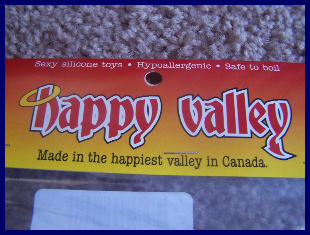 Sexy silicone toys • Hypoallergenic • Safe to boil
happy valley
Made in the happiest valley in Canada.